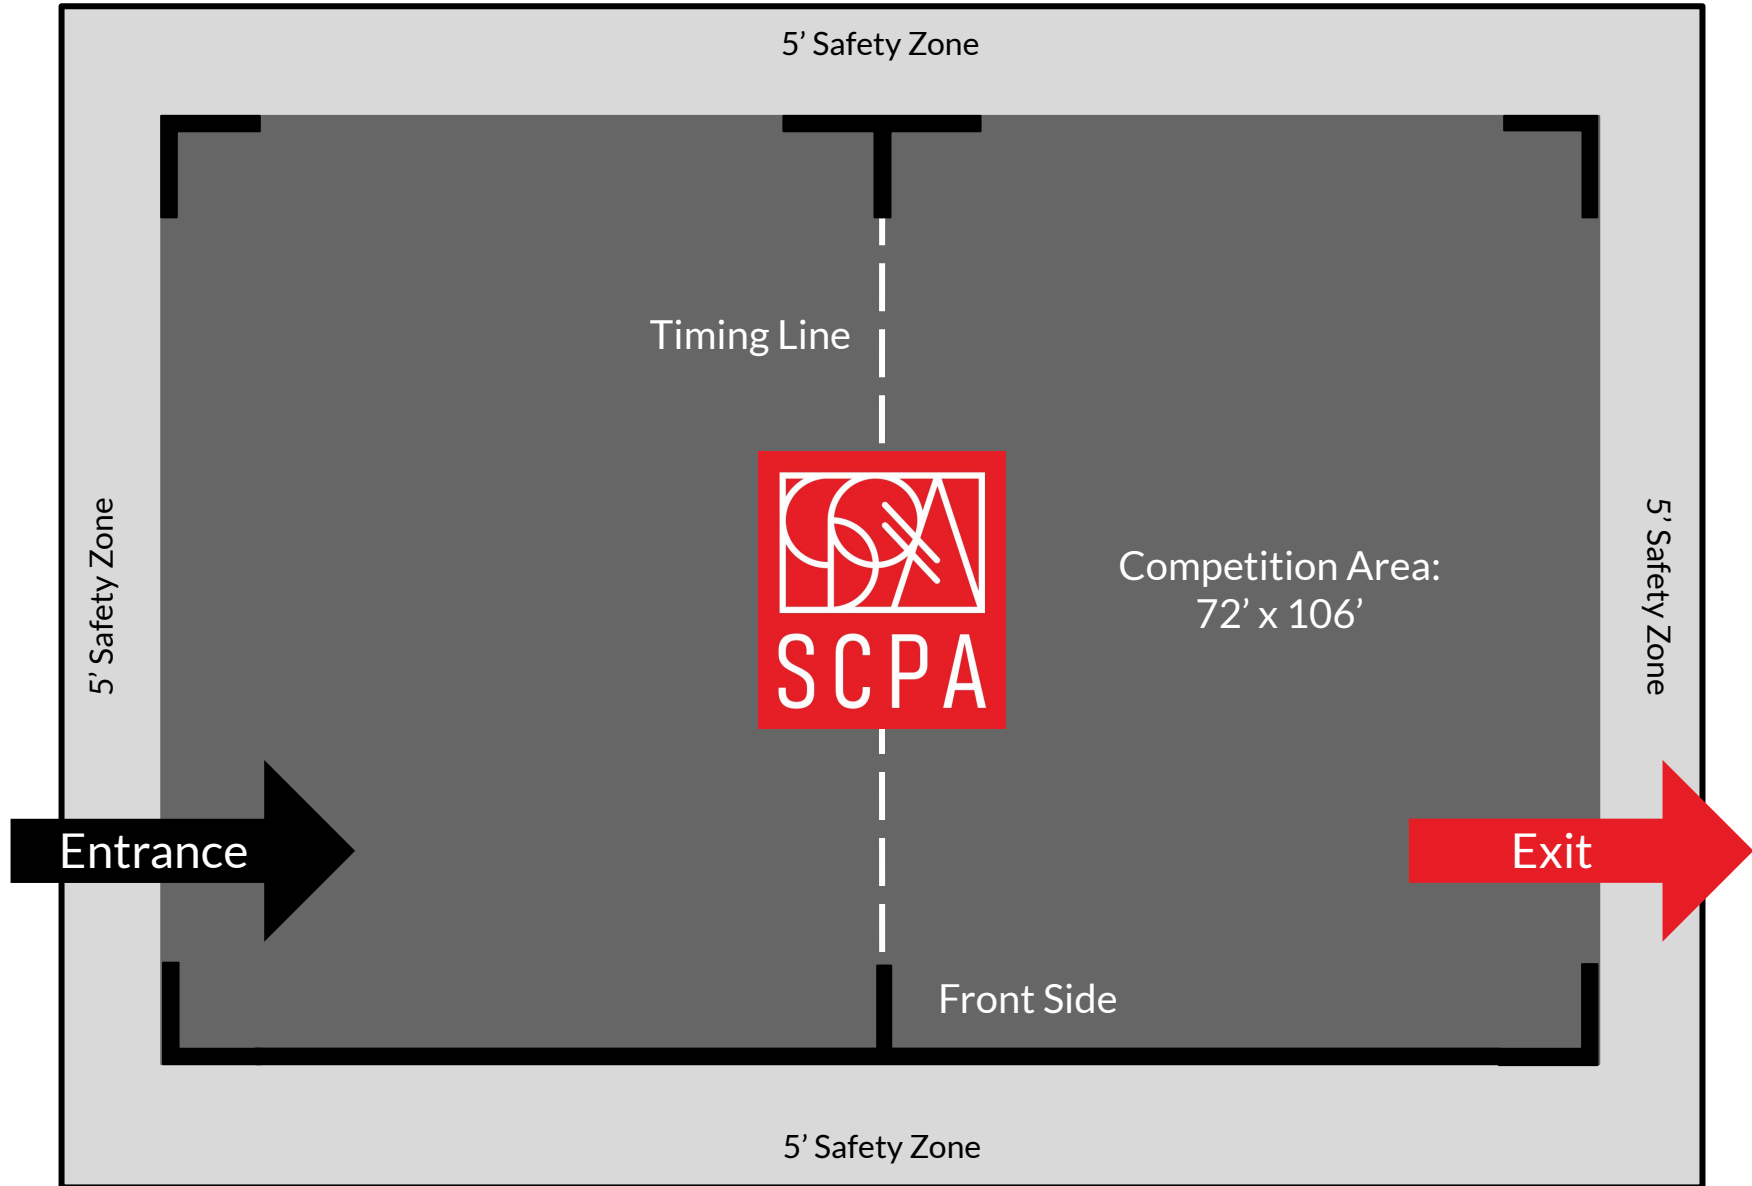 5’ Safety Zone
Timing Line
5’ Safety Zone
SCPA
Competition Area:
72’ x 106’
5’ Safety Zone
Entrance
Exit
Front Side
5’ Safety Zone